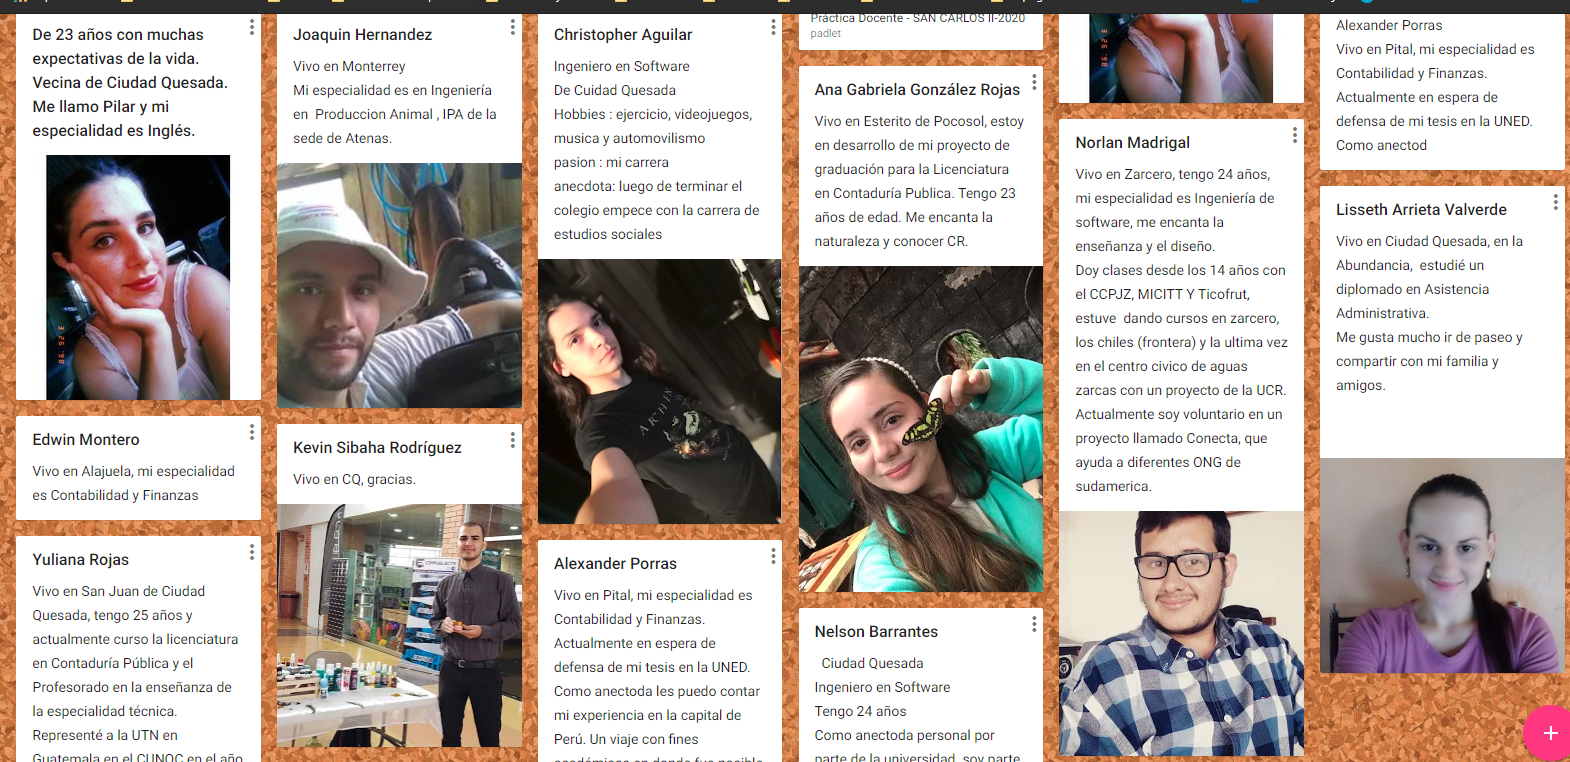 De 23 años con muchas
expectativas de la vida.
Vecina de Ciudad Quesada.
Me llamo Pilar y mi
especialidad es Inglés.
3 26 '98
Edwin Montero
Vivo en Alajuela, mi especialidad
es Contabilidad y Finanzas
Yuliana Rojas
Vivo en San Juan de Ciudad
Quesada, tengo 25 años y
actualmente curso la licenciatura
en Contaduría Pública y el
Profesorado en la enseñanza de
la especialidad técnica.
Representé a la UTN en
Guatemala en el CUNOC en el año
Joaquin Hernandez
Vivo en Monterrey
Mi especialidad es en Ingeniería
en Produccion Animal , IPA de la
sede de Atenas.
Kevin Sibaha Rodríguez
Vivo en CQ, gracias.
Christopher Aguilar
Ingeniero en Software
De Cuidad Quesada
Hobbies : ejercicio, videojuegos,
musica y automovilismo
pasion : mi carrera
anecdota: luego de terminar el
colegio empece con la carrera de
estudios sociales
Alexander Porras
Vivo en Pital, mi especialidad es
Contabilidad y Finanzas.
Actualmente en espera de
defensa de mi tesis en la UNED.
Como anectoda les puedo contar
mi experiencia en la capital de
Perú. Un viaje con fines
académicos en donde fue posible
Práctica Docente - SAN CARLOS II-2020
padlet
Ana Gabriela González Rojas
Vivo en Esterito de Pocosol, estoy
en desarrollo de mi proyecto de
graduación para la Licenciatura
en Contaduría Publica. Tengo 23
años de edad. Me encanta la
naturaleza y conocer CR.
Nelson Barrantes
Ciudad Quesada
Ingeniero en Software
Tengo 24 años
Como anectoda personal por
parte de la universidad, soy parte
3 26 '98
Norlan Madrigal
Vivo en Zarcero, tengo 24 años,
mi especialidad es Ingeniería de
software, me encanta la
enseñanza y el diseño.
Doy clases desde los 14 años con
el CCPJZ, MICITT Y Ticofrut,
estuve dando cursos en zarcero,
los chiles (frontera) y la ultima vez
en el centro civico de aguas
zarcas con un proyecto de la UCR.
Actualmente soy voluntario en un
proyecto llamado Conecta, que
ayuda a diferentes ONG de
sudamerica.
Alexander Porras
Vivo en Pital, mi especialidad es
Contabilidad y Finanzas.
Actualmente en espera de
defensa de mi tesis en la UNED.
Como anectod
Lisseth Arrieta Valverde
Vivo en Ciudad Quesada, en la
Abundancia, estudié un
diplomado en Asistencia
Administrativa.
Me gusta mucho ir de paseo y
compartir con mi familia y
amigos.